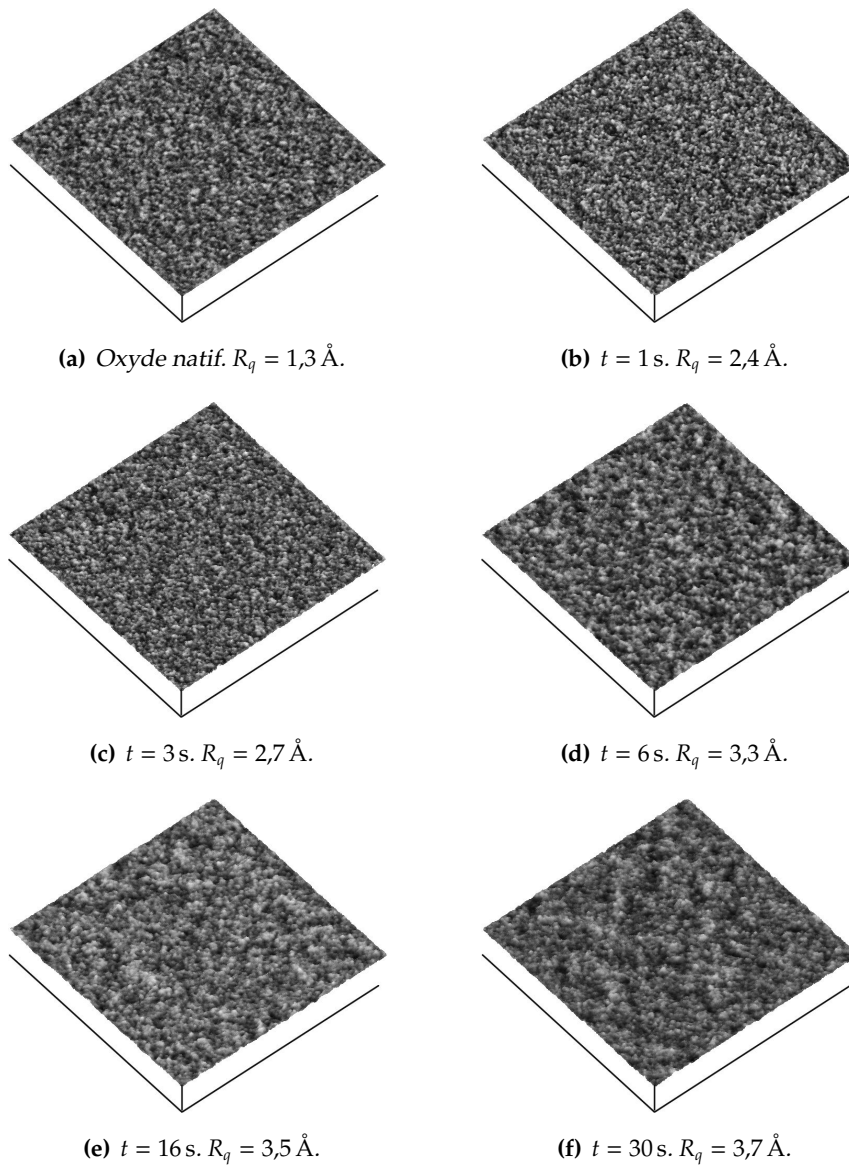 (a) Oxyde natif. R_q = 1,3 Å.
(b) t = 1 s. R_q = 2,4 Å.
(c) t = 3 s. R_q = 2,7 Å.
(d) t = 6 s. R_q = 3,3 Å.
(e) t = 16 s. R_q = 3,5 Å.
(f) t = 30 s. R_q = 3,7 Å.